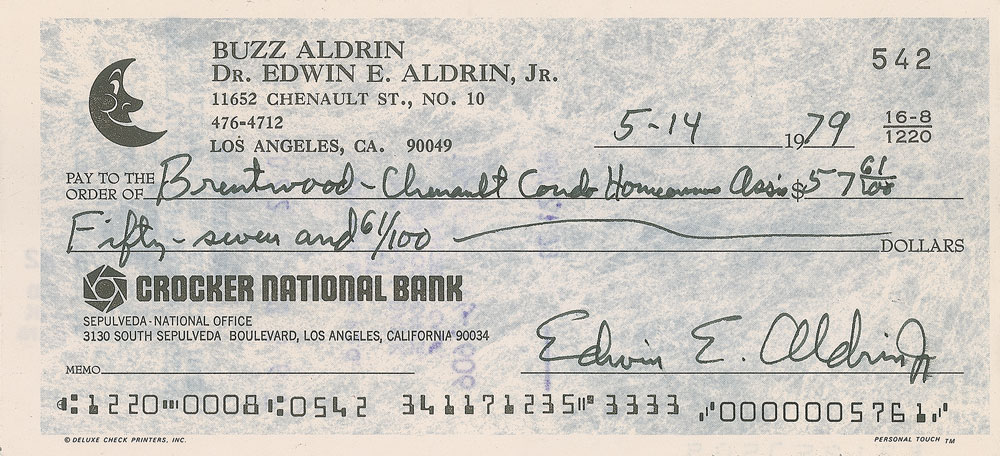 BUZZ ALDRIN
DR. EDWIN E. ALDRIN, JR.
11652 CHENAULT ST., NO. 10
476-4712
LOS ANGELES, CA. 90049
542
5-14 1979
16-8
1220
PAY TO THE
ORDER OF Brentwood - Chenault Condo Homeowners Assn $57 61/100
Fifty-seven and 61/100 DOLLARS
CROCKER NATIONAL BANK
SEPULVEDA-NATIONAL OFFICE
3130 SOUTH SEPULVEDA BOULEVARD, LOS ANGELES, CALIFORNIA 90034
MEMO
Edwin E. Aldrin Jr
⑆1220⑉0008⑆0542 341171235⑈ 3333 ⑇0000005761⑇
© DELUXE CHECK PRINTERS, INC.
PERSONAL TOUCH TM